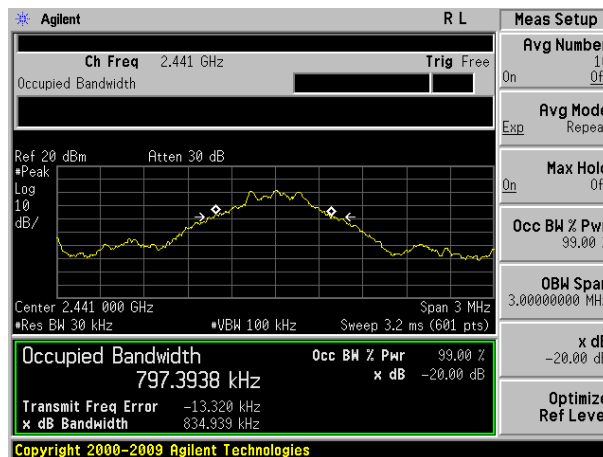 Agilent R L Meas Setup
Ch Freq 2.441 GHz Trig Free
Occupied Bandwidth
Ref 20 dBm Atten 30 dB
#Peak
Log
10
dB/
Center 2.441 000 GHz Span 3 MHz
#Res BW 30 kHz #VBW 100 kHz Sweep 3.2 ms (601 pts)
Occupied Bandwidth
797.3938 kHz
Occ BW % Pwr 99.00 %
x dB -20.00 dB
Transmit Freq Error -13.320 kHz
x dB Bandwidth 834.939 kHz
Copyright 2000-2009 Agilent Technologies
Avg Number
On
Avg Mode
Exp Repea
Max Hold
On
Occ BW % Pwr
99.00
OBW Span
3.00000000 MH
x dB
-20.00 dB
Optimize
Ref Level